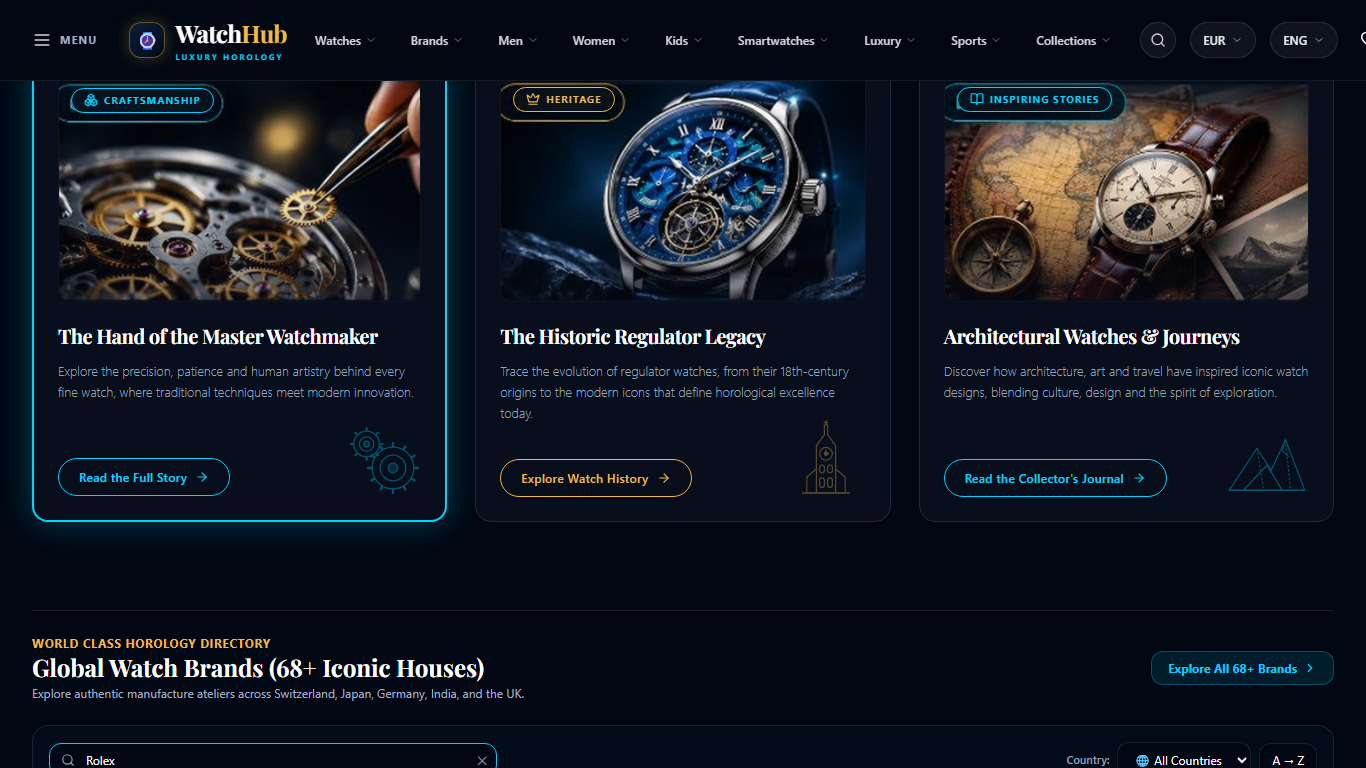 MENU
WatchHub
LUXURY HOROLOGY
Watches
Brands
Men
Women
Kids
Smartwatches
Luxury
Sports
Collections
EUR
ENG
CRAFTSMANSHIP
HERITAGE
INSPIRING STORIES
The Hand of the Master Watchmaker
Explore the precision, patience and human artistry behind every
fine watch, where traditional techniques meet modern innovation.
Read the Full Story
The Historic Regulator Legacy
Trace the evolution of regulator watches, from their 18th-century
origins to the modern icons that define horological excellence
today.
Explore Watch History
Architectural Watches & Journeys
Discover how architecture, art and travel have inspired iconic watch
designs, blending culture, design and the spirit of exploration.
Read the Collector's Journal
WORLD CLASS HOROLOGY DIRECTORY
Global Watch Brands (68+ Iconic Houses)
Explore authentic manufacture ateliers across Switzerland, Japan, Germany, India, and the UK.
Explore All 68+ Brands
Rolex
Country:
All Countries
A → Z